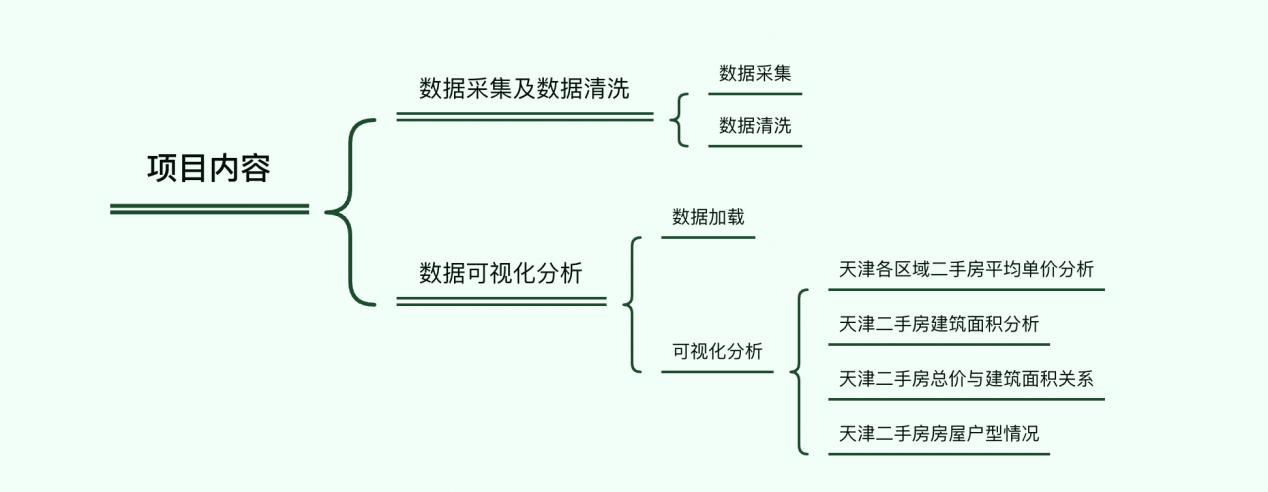 项目内容
数据采集及数据清洗
数据采集
数据清洗
数据可视化分析
数据加载
可视化分析
天津各区域二手房平均单价分析
天津二手房建筑面积分析
天津二手房总价与建筑面积关系
天津二手房房屋户型情况